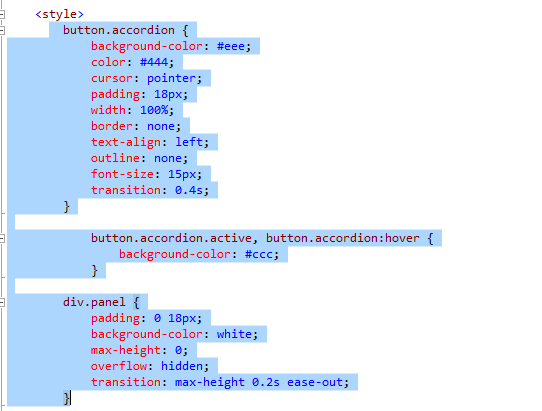 <style>
button.accordion {
background-color: #eee;
color: #444;
cursor: pointer;
padding: 18px;
width: 100%;
border: none;
text-align: left;
outline: none;
font-size: 15px;
transition: 0.4s;
}
button.accordion.active, button.accordion:hover {
background-color: #ccc;
}
div.panel {
padding: 0 18px;
background-color: white;
max-height: 0;
overflow: hidden;
transition: max-height 0.2s ease-out;
}